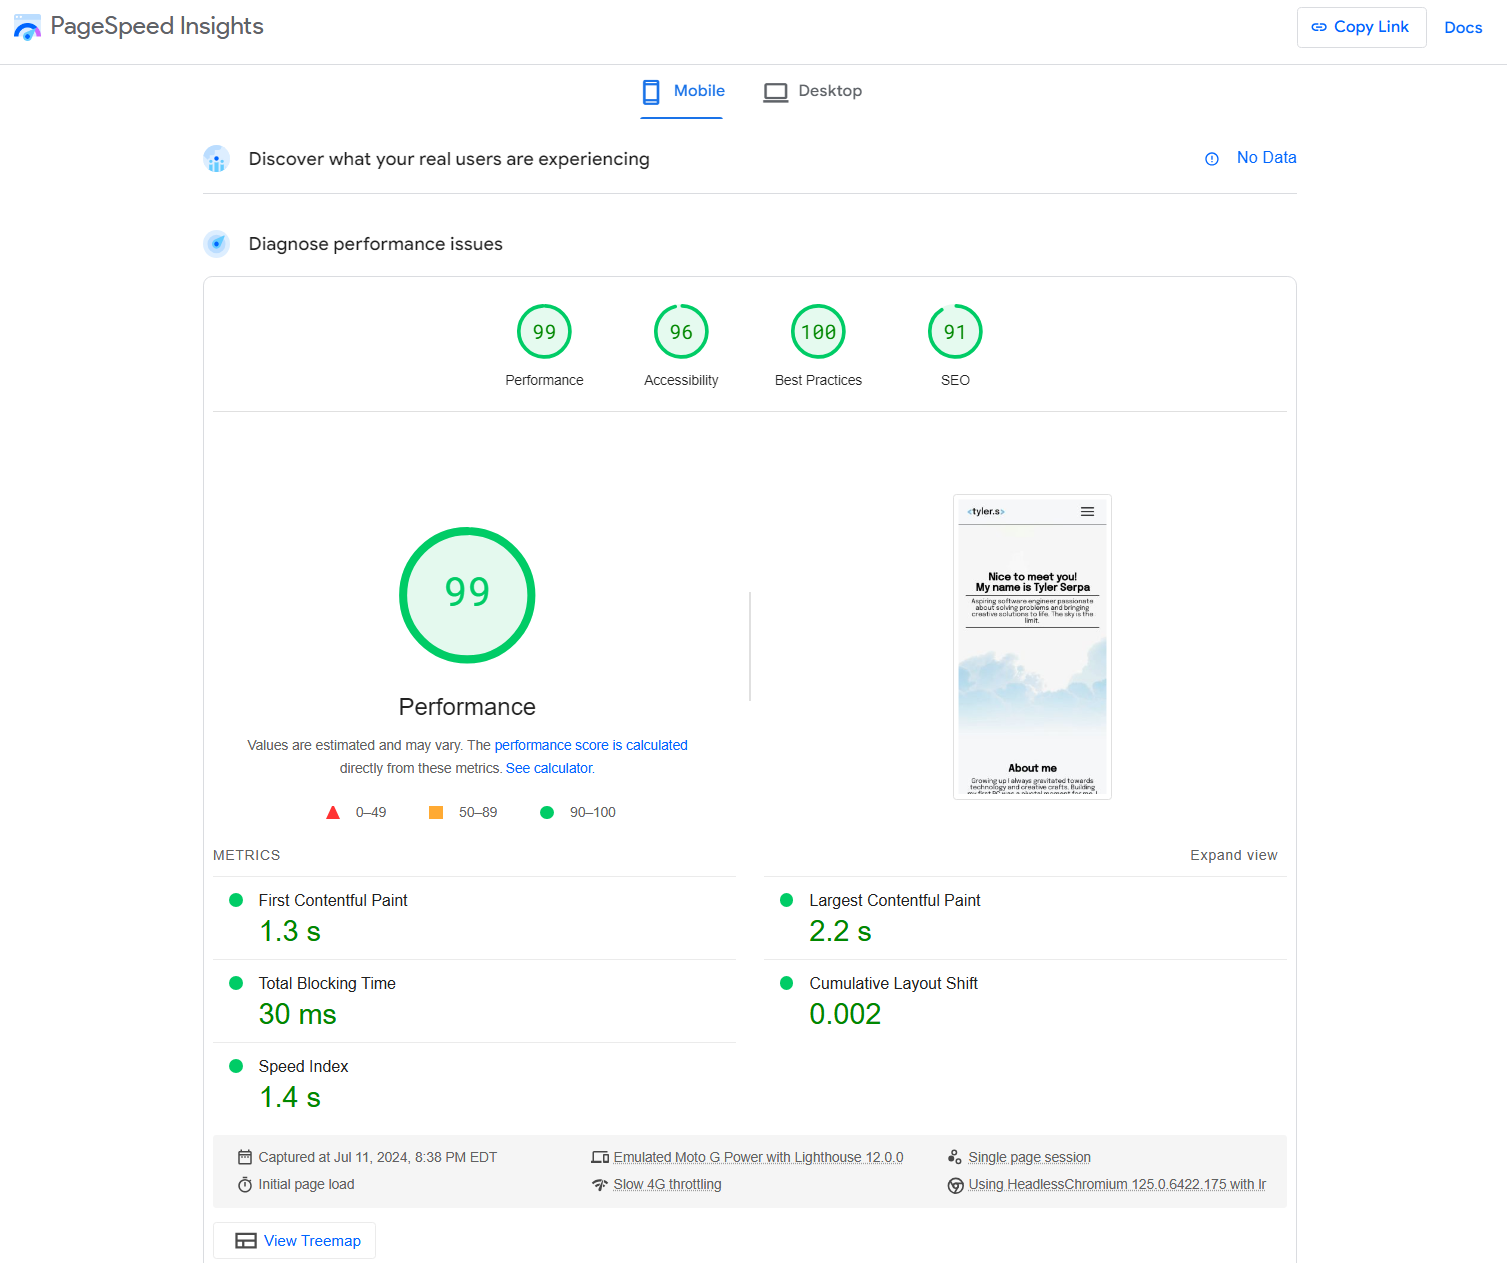 PageSpeed Insights
Copy Link
Docs
Mobile
Desktop
Discover what your real users are experiencing
No Data
Diagnose performance issues
99
96
100
91
Performance
Accessibility
Best Practices
SEO
99
Performance
Values are estimated and may vary. The performance score is calculated
directly from these metrics. See calculator.
0–49
50–89
90–100
<tyler.s>
Nice to meet you!
My name is Tyler Serpa
Aspiring software engineer passionate
about solving problems and bringing
creative solutions to life. The sky is the
limit.
About me
Growing up I always gravitated towards
technology and creative crafts. Building
my first PC was a pivotal moment for me. I
METRICS
Expand view
First Contentful Paint
1.3 s
Largest Contentful Paint
2.2 s
Total Blocking Time
30 ms
Cumulative Layout Shift
0.002
Speed Index
1.4 s
Captured at Jul 11, 2024, 8:38 PM EDT
Emulated Moto G Power with Lighthouse 12.0.0
Single page session
Initial page load
Slow 4G throttling
Using HeadlessChromium 125.0.6422.175 with lr
View Treemap